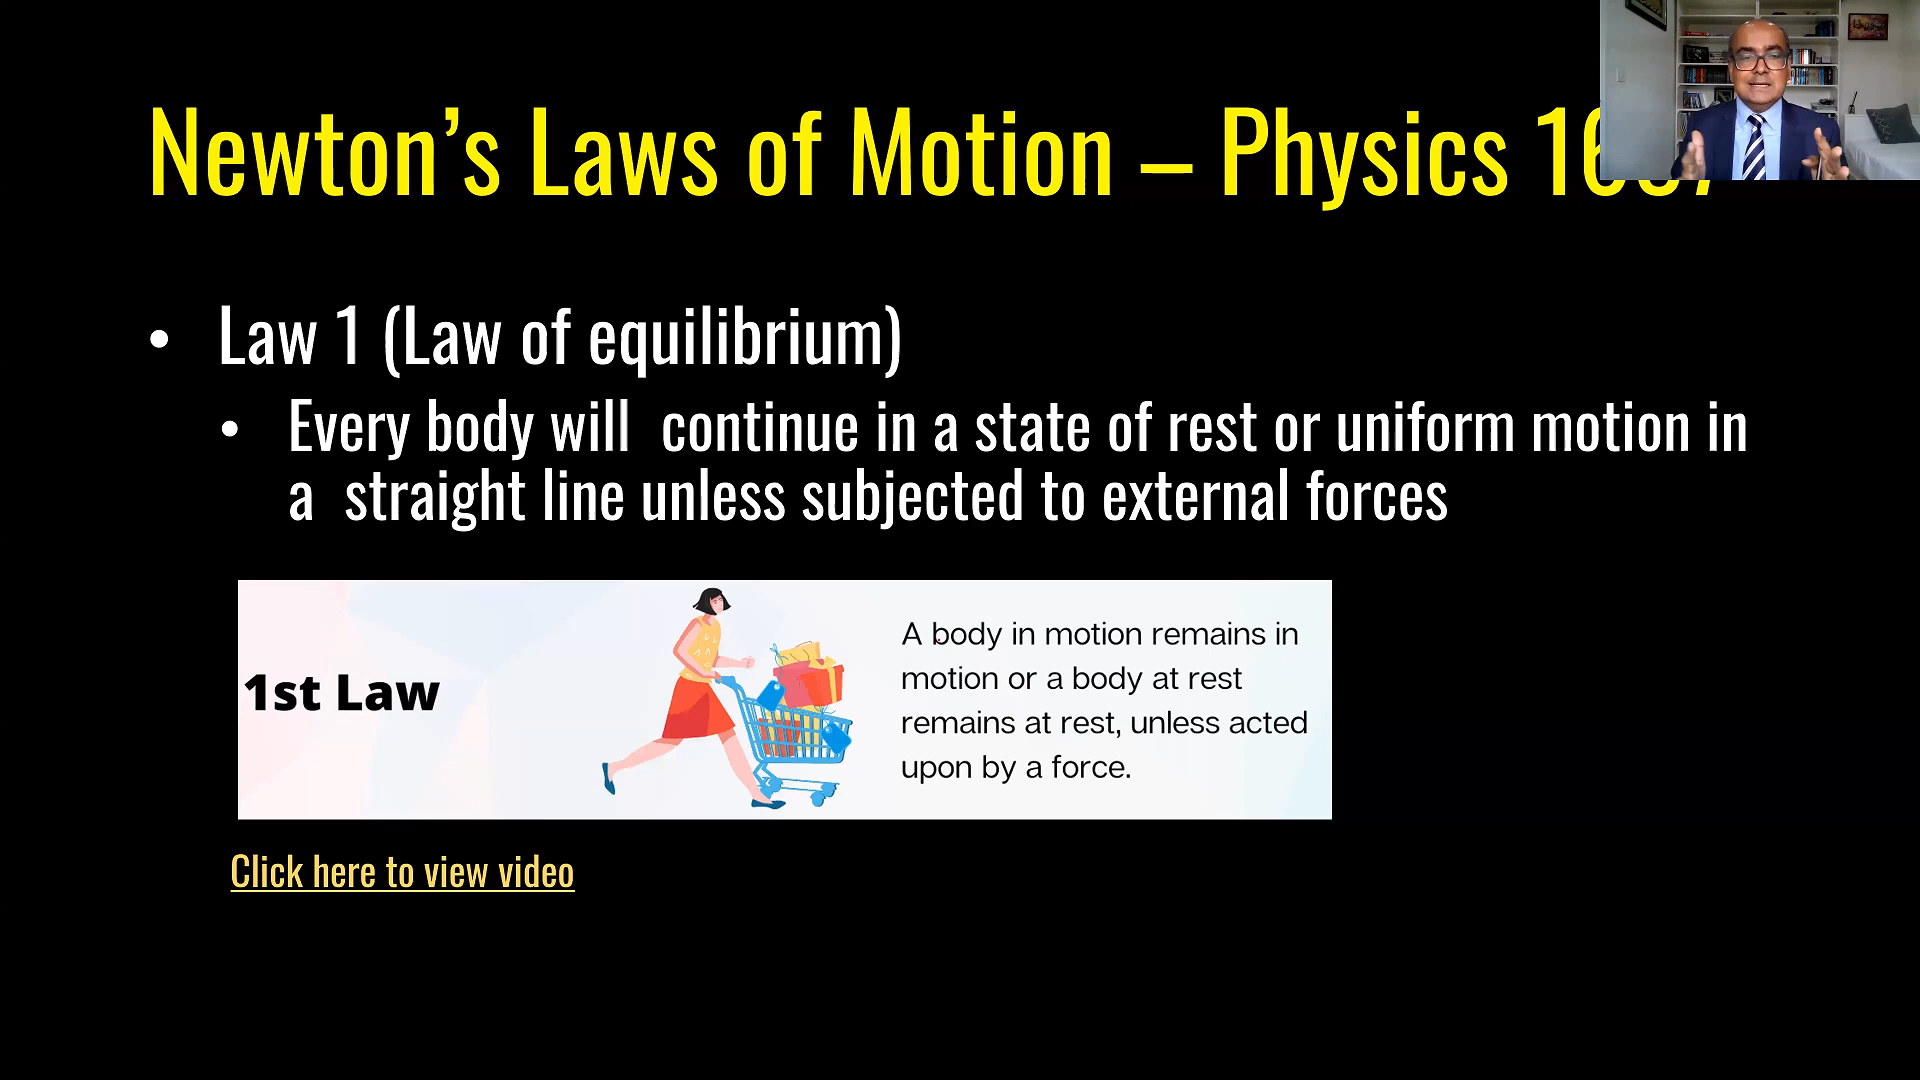 Newton’s Laws of Motion – Physics
• Law 1 (Law of equilibrium)
• Every body will continue in a state of rest or uniform motion in
a straight line unless subjected to external forces
1st Law
A body in motion remains in
motion or a body at rest
remains at rest, unless acted
upon by a force.
Click here to view video